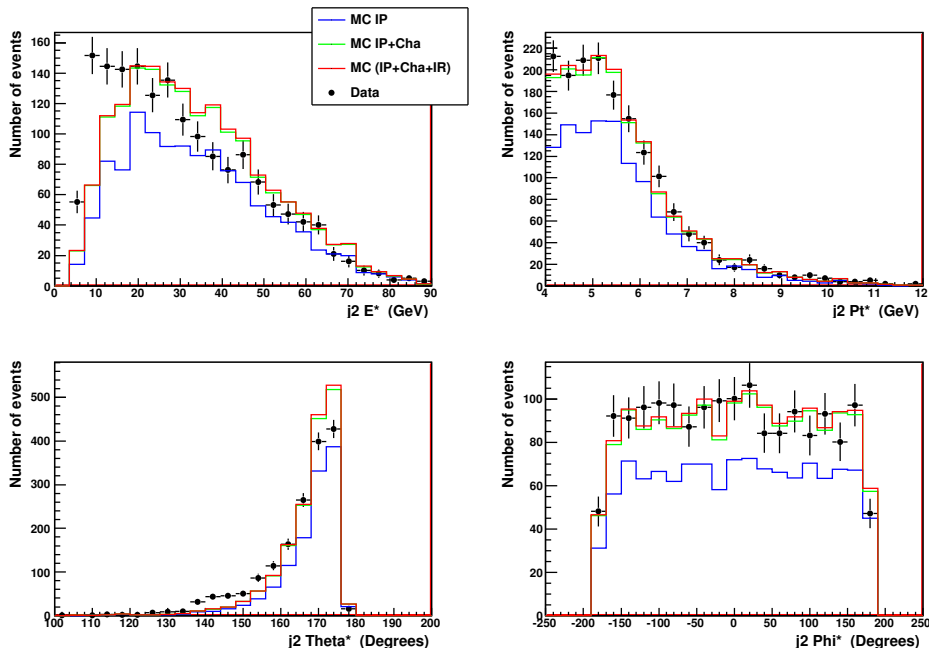 MC IP
MC IP+Cha
MC (IP+Cha+IR)
Data
Number of events
0 20 40 60 80 100 120 140 160
0 10 20 30 40 50 60 70 80 90
j2 E* (GeV)
Number of events
0 20 40 60 80 100 120 140 160 180 200 220
4 5 6 7 8 9 10 11 12
j2 Pt* (GeV)
Number of events
0 100 200 300 400 500
100 120 140 160 180 200
j2 Theta* (Degrees)
Number of events
0 20 40 60 80 100
-250 -200 -150 -100 -50 0 50 100 150 200 250
j2 Phi* (Degrees)